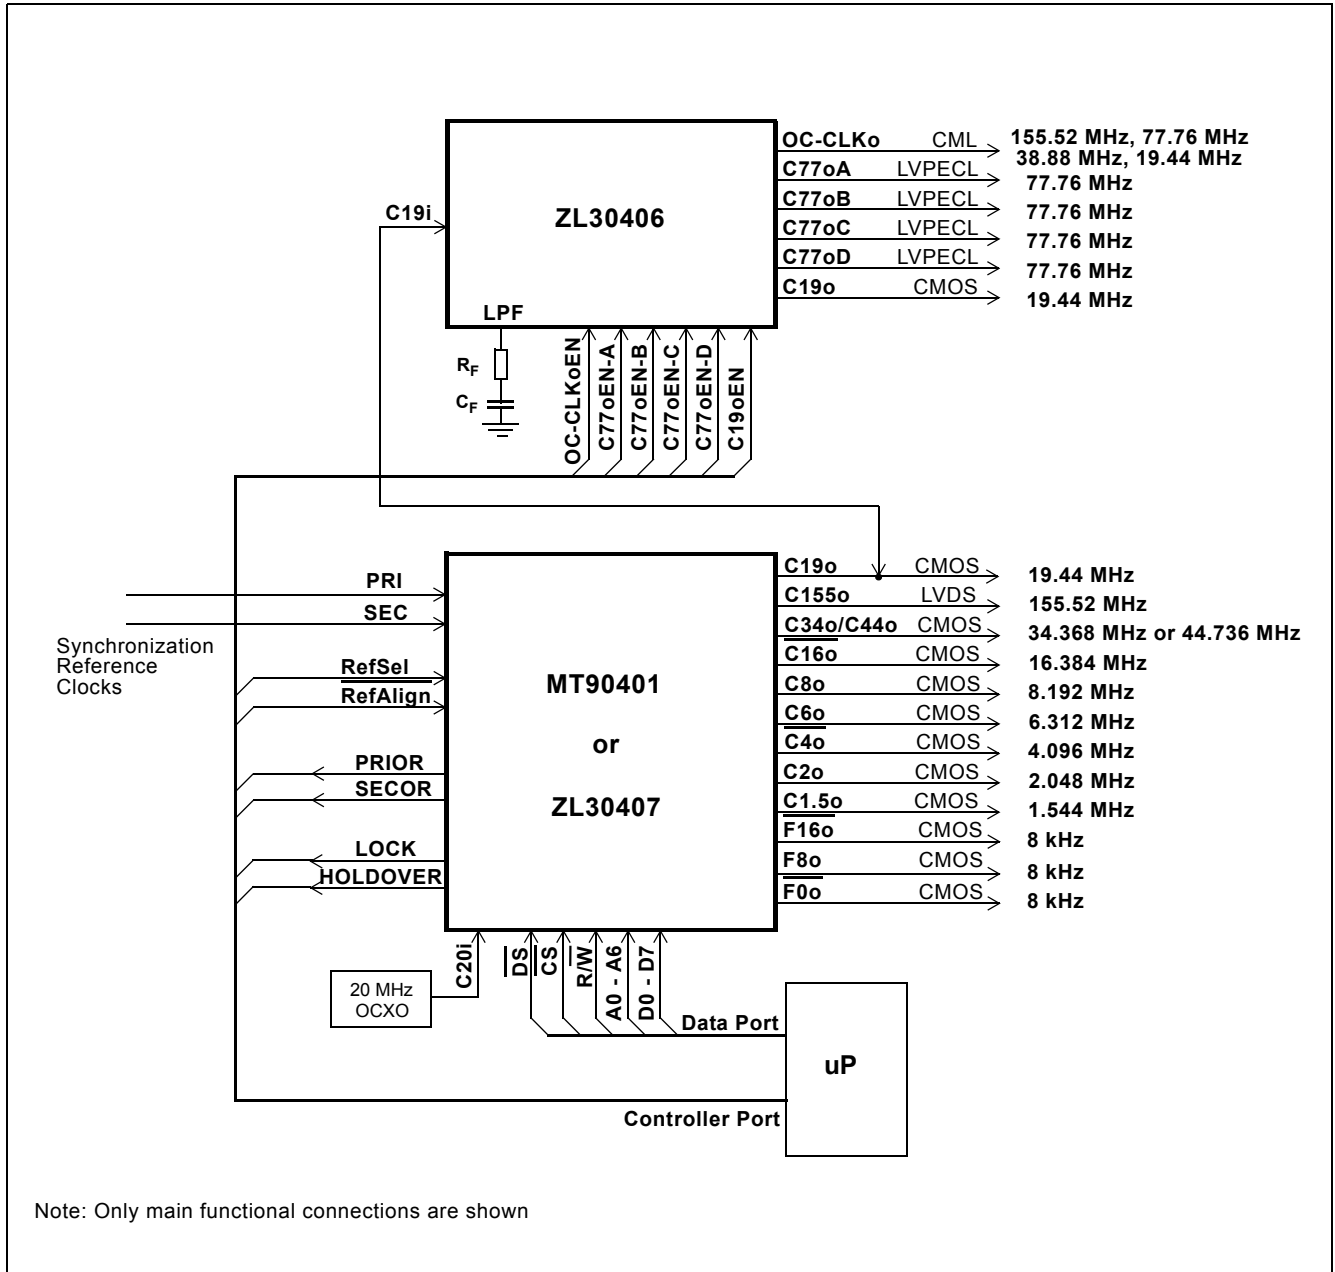 OC-CLKo CML 155.52 MHz, 77.76 MHz
38.88 MHz, 19.44 MHz
C77oA LVPECL 77.76 MHz
C77oB LVPECL 77.76 MHz
C77oC LVPECL 77.76 MHz
C77oD LVPECL 77.76 MHz
C19o CMOS 19.44 MHz
C19i
ZL30406
LPF
RF
CF
OC-CLKoEN
C77oEN-A
C77oEN-B
C77oEN-C
C77oEN-D
C19oEN
PRI
SEC
Synchronization
Reference
Clocks
RefSel
RefAlign
PRIOR
SECOR
LOCK
HOLDOVER
MT90401
or
ZL30407
C19o CMOS 19.44 MHz
C155o LVDS 155.52 MHz
C34o/C44o CMOS 34.368 MHz or 44.736 MHz
C16o CMOS 16.384 MHz
C8o CMOS 8.192 MHz
C6o CMOS 6.312 MHz
C4o CMOS 4.096 MHz
C2o CMOS 2.048 MHz
C1.5o CMOS 1.544 MHz
F16o CMOS 8 kHz
F8o CMOS 8 kHz
F0o CMOS 8 kHz
20 MHz
OCXO
C20i
DS
CS
R/W
A0 - A6
D0 - D7
Data Port
uP
Controller Port
Note: Only main functional connections are shown